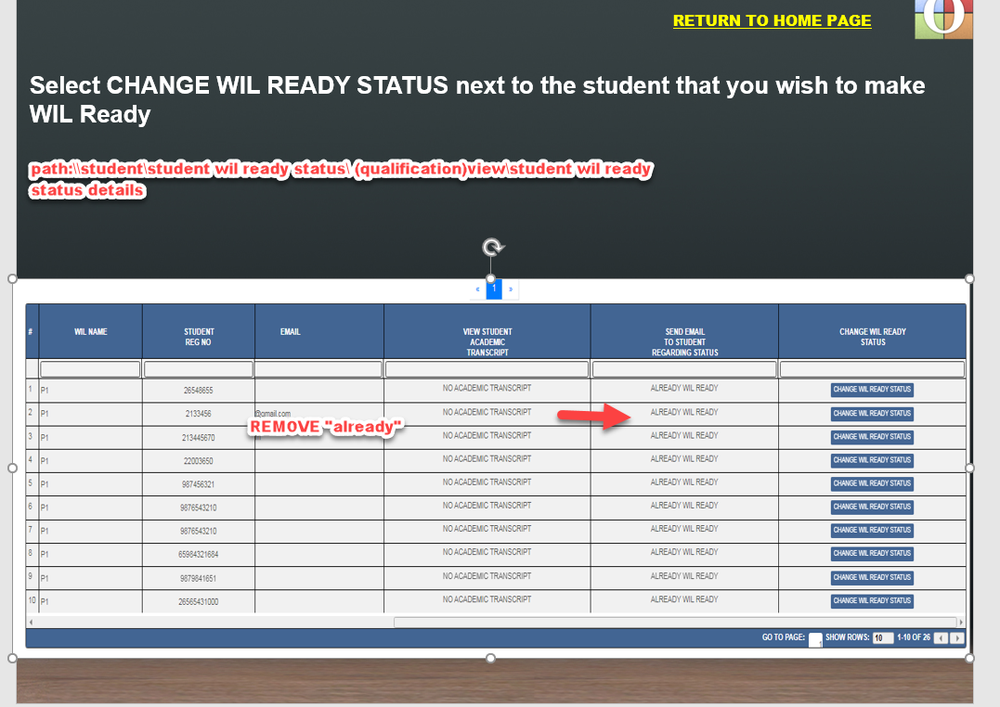 RETURN TO HOME PAGE
Select CHANGE WIL READY STATUS next to the student that you wish to make
WIL Ready
path:\\student\student wil ready status\ (qualification)view\student wil ready
status details
« 1 »
# WIL NAME STUDENT REG NO EMAIL VIEW STUDENT ACADEMIC TRANSCRIPT SEND EMAIL TO STUDENT REGARDING STATUS CHANGE WIL READY STATUS
1 P1 26548655 NO ACADEMIC TRANSCRIPT ALREADY WIL READY CHANGE WIL READY STATUS
2 P1 2133456 @omail.com NO ACADEMIC TRANSCRIPT ALREADY WIL READY CHANGE WIL READY STATUS
REMOVE "already"
3 P1 213445670 NO ACADEMIC TRANSCRIPT ALREADY WIL READY CHANGE WIL READY STATUS
4 P1 22003650 NO ACADEMIC TRANSCRIPT ALREADY WIL READY CHANGE WIL READY STATUS
5 P1 987456321 NO ACADEMIC TRANSCRIPT ALREADY WIL READY CHANGE WIL READY STATUS
6 P1 9876543210 NO ACADEMIC TRANSCRIPT ALREADY WIL READY CHANGE WIL READY STATUS
7 P1 9876543210 NO ACADEMIC TRANSCRIPT ALREADY WIL READY CHANGE WIL READY STATUS
8 P1 65984321684 NO ACADEMIC TRANSCRIPT ALREADY WIL READY CHANGE WIL READY STATUS
9 P1 9879841651 NO ACADEMIC TRANSCRIPT ALREADY WIL READY CHANGE WIL READY STATUS
10 P1 26565431000 NO ACADEMIC TRANSCRIPT ALREADY WIL READY CHANGE WIL READY STATUS
GO TO PAGE: 1 SHOW ROWS: 10 1-10 OF 26